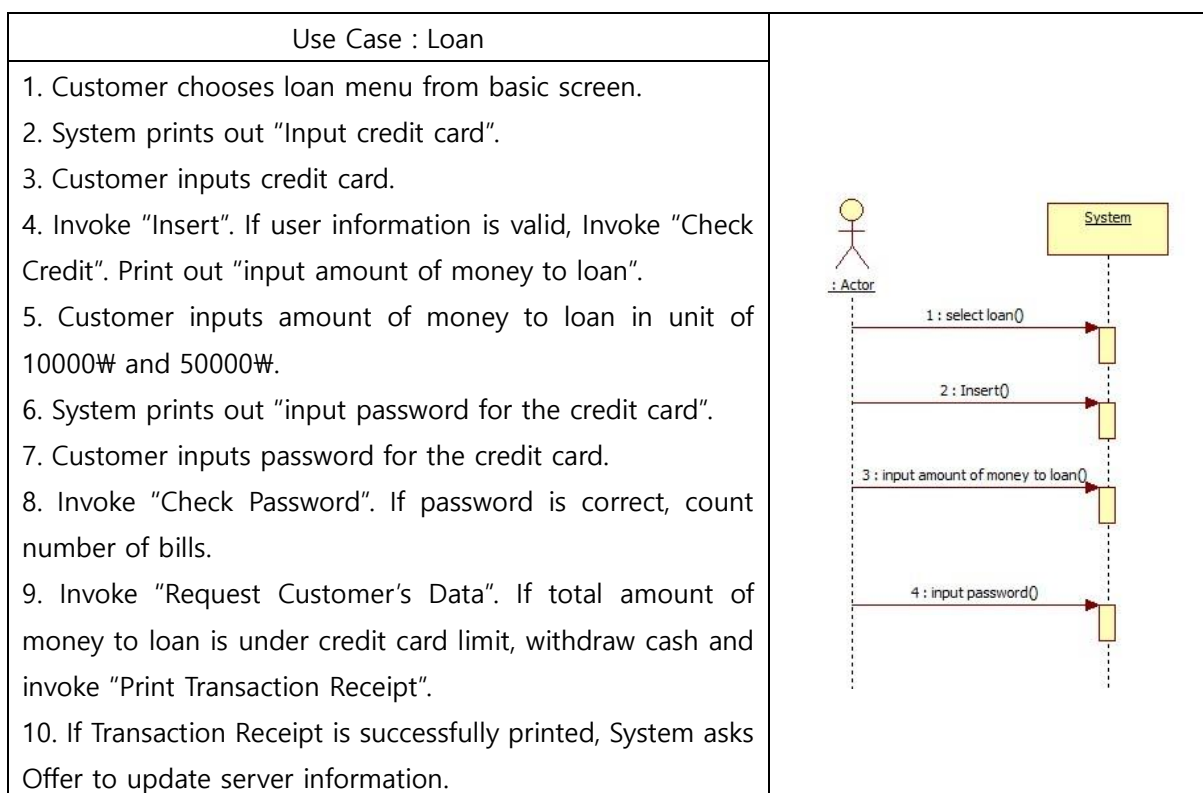 Use Case : Loan
1. Customer chooses loan menu from basic screen.
2. System prints out “Input credit card”.
3. Customer inputs credit card.
4. Invoke “Insert”. If user information is valid, Invoke “Check
Credit”. Print out “input amount of money to loan”.
5. Customer inputs amount of money to loan in unit of
10000₩ and 50000₩.
6. System prints out “input password for the credit card”.
7. Customer inputs password for the credit card.
8. Invoke “Check Password”. If password is correct, count
number of bills.
9. Invoke “Request Customer’s Data”. If total amount of
money to loan is under credit card limit, withdraw cash and
invoke “Print Transaction Receipt”.
10. If Transaction Receipt is successfully printed, System asks
Offer to update server information.
System
: Actor
1 : select loan()
2 : Insert()
3 : input amount of money to loan()
4 : input password()